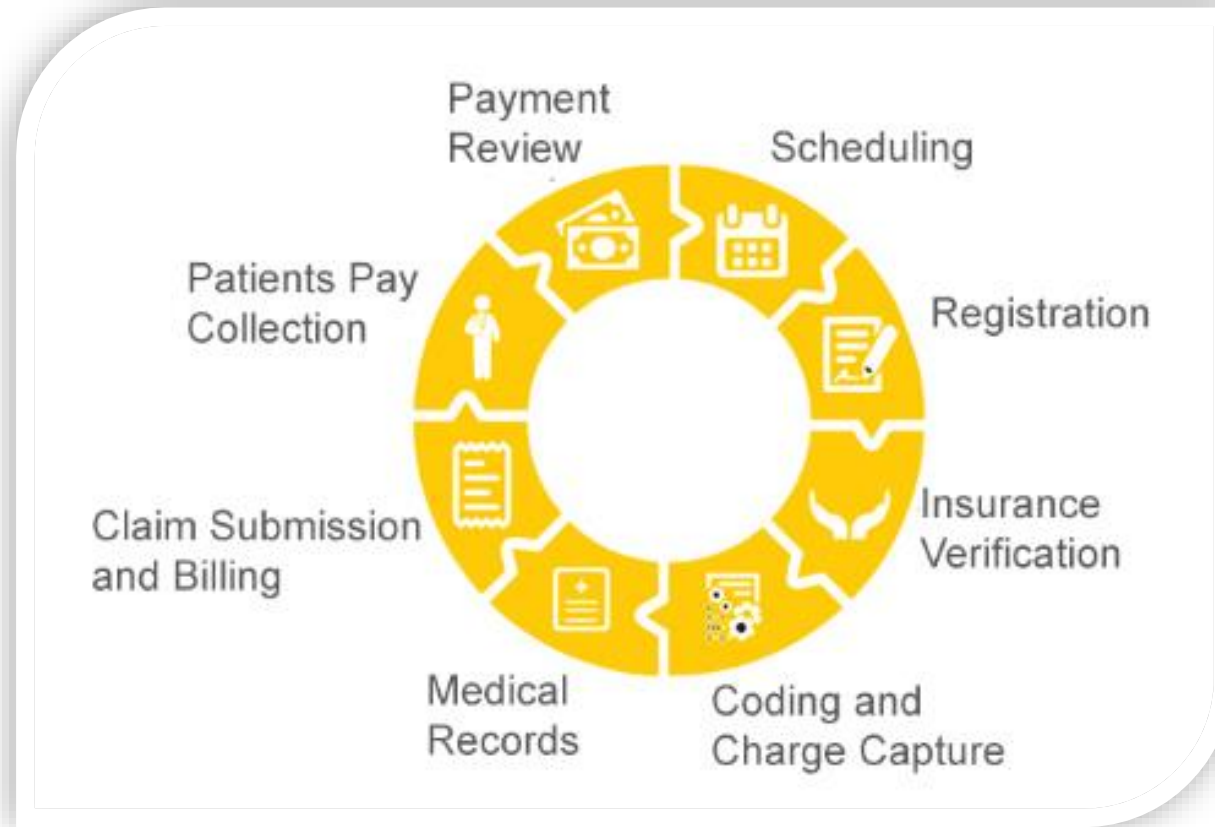 Payment
Review
Scheduling
Patients Pay
Collection
Registration
Claim Submission
and Billing
Insurance
Verification
Medical
Records
Coding and
Charge Capture